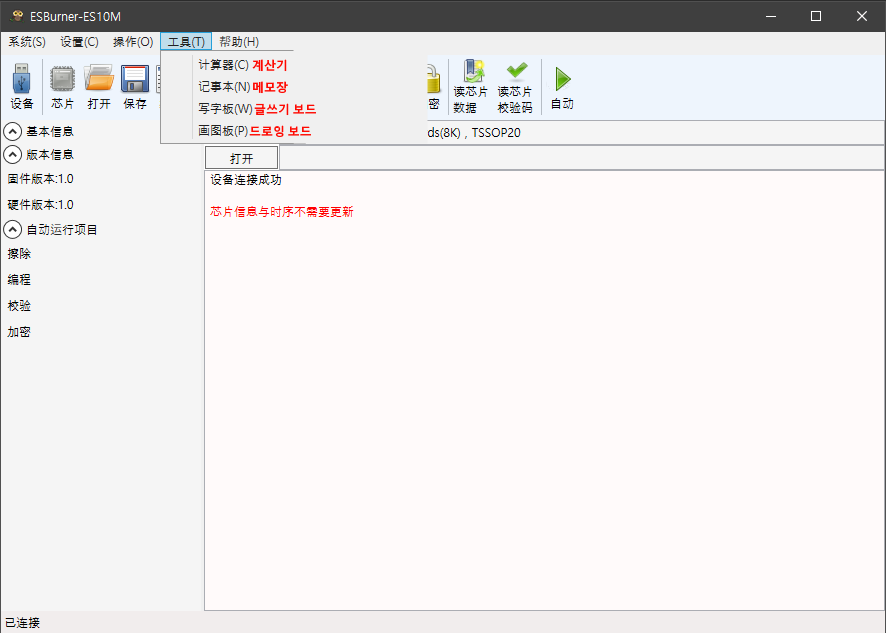 ESBurner-ES10M
系统(S) 设置(C) 操作(O) 工具(T) 帮助(H)
计算器(C) 계산기
记事本(N) 메모장
写字板(W) 글쓰기 보드
画图板(P) 드로잉 보드
设备 芯片 打开 保存 密 读芯片数据 读芯片校验码 自动
ds(8K) , TSSOP20
基本信息
版本信息
固件版本:1.0
硬件版本:1.0
自动运行项目
擦除
编程
校验
加密
打开
设备连接成功
芯片信息与时序不需要更新
已连接